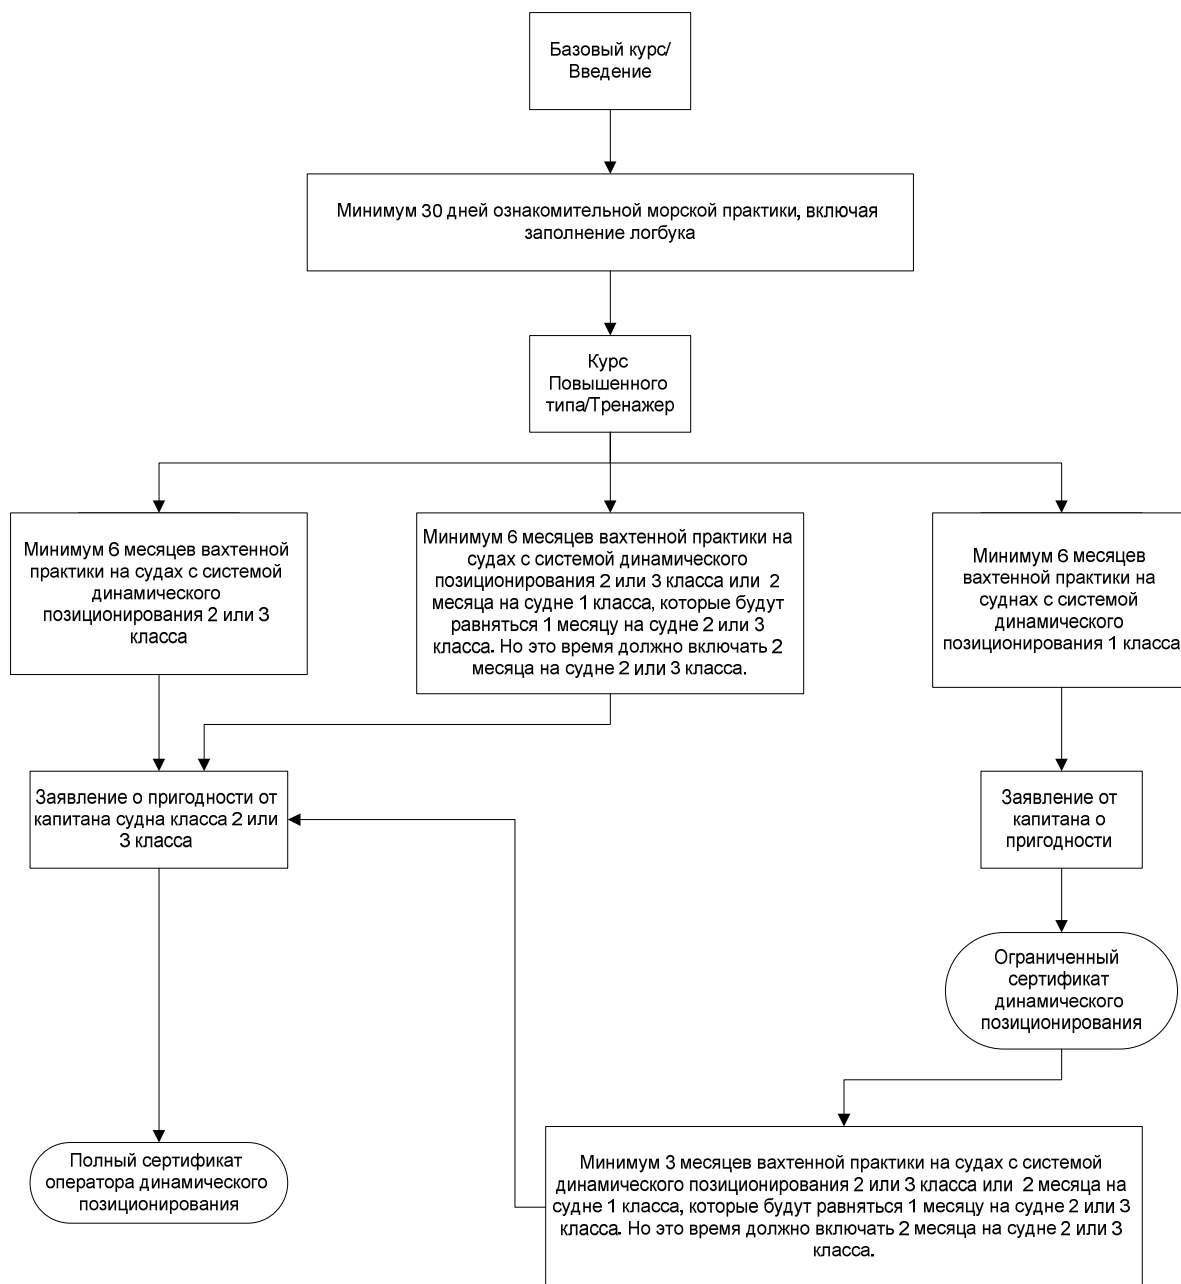 Базовый курс/
Введение
Минимум 30 дней ознакомительной морской практики, включая
заполнение логбука
Курс
Повышенного
типа/Тренажер
Минимум 6 месяцев вахтенной
практики на судах с системой
динамического
позиционирования 2 или 3
класса
Минимум 6 месяцев вахтенной практики на
судах с системой динамического
позиционирования 2 или 3 класса или 2
месяца на судне 1 класса, которые будут
равняться 1 месяцу на судне 2 или 3
класса. Но это время должно включать 2
месяца на судне 2 или 3 класса.
Минимум 6 месяцев
вахтенной практики на
суднах с системой
динамического
позиционирования 1 класса
Заявление о пригодности от
капитана судна класса 2 или
3 класса
Заявление от
капитана о
пригодности
Ограниченный
сертификат
динамического
позиционирования
Полный сертификат
оператора динамического
позиционирования
Минимум 3 месяцев вахтенной практики на судах с системой
динамического позиционирования 2 или 3 класса или 2 месяца на
судне 1 класса, которые будут равняться 1 месяцу на судне 2 или 3
класса. Но это время должно включать 2 месяца на судне 2 или 3
класса.